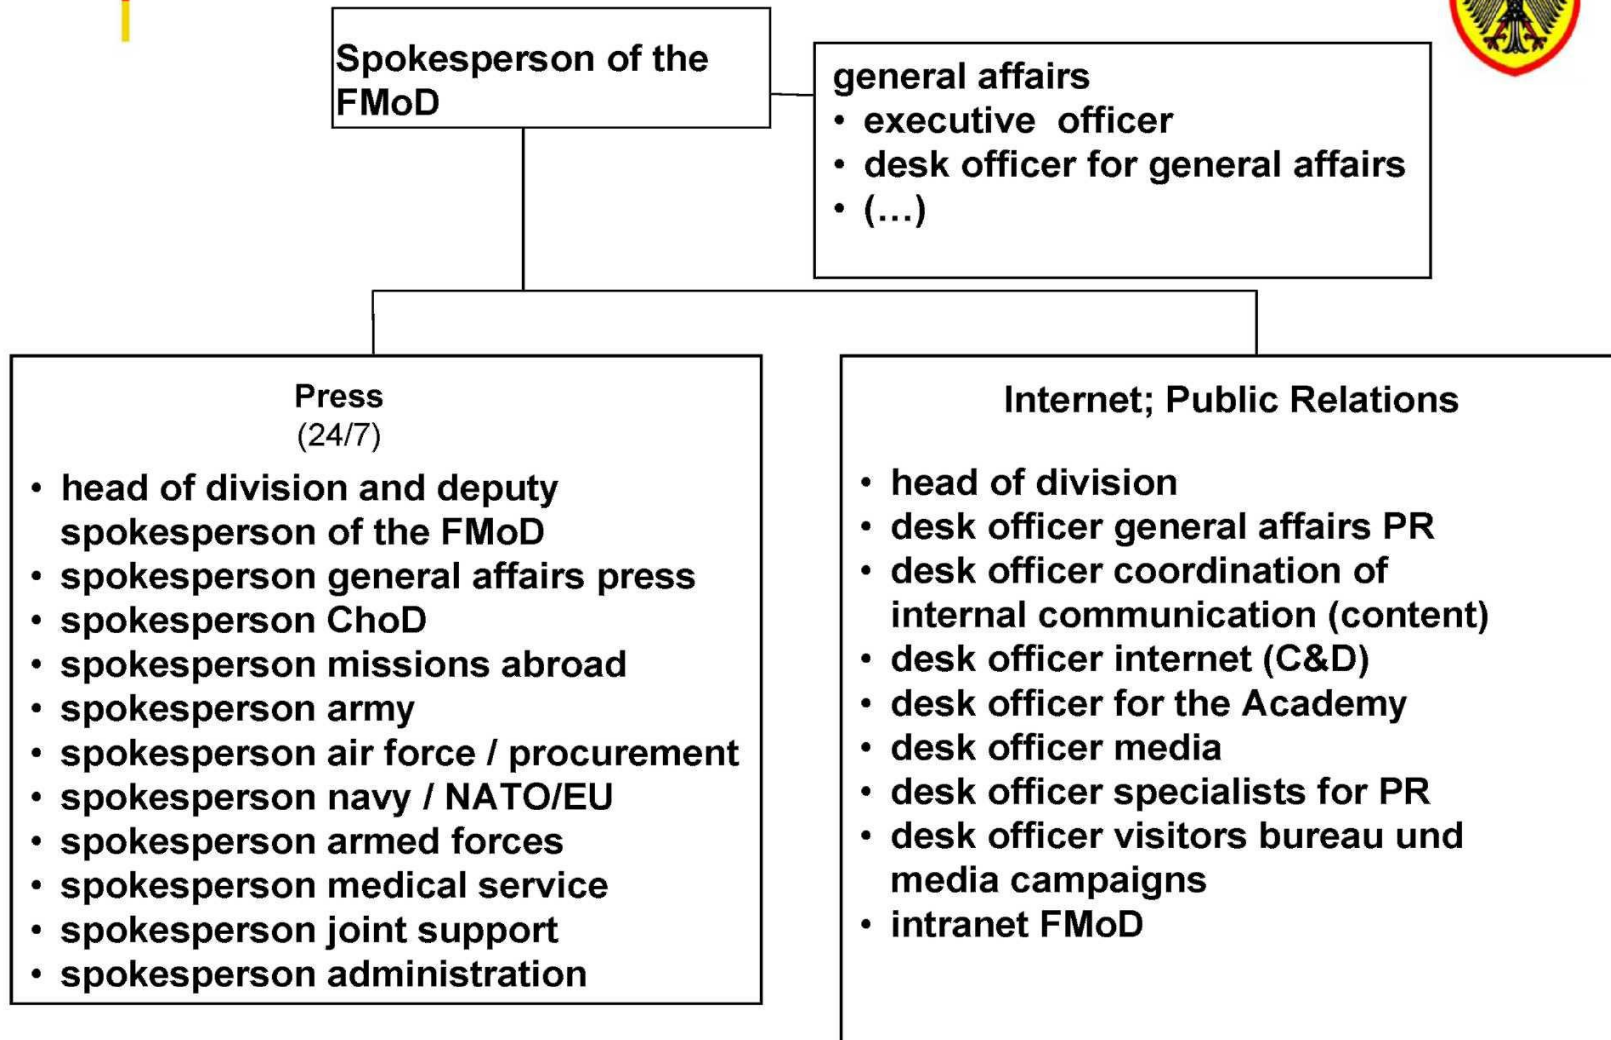 Spokesperson of the
FMoD
general affairs
• executive officer
• desk officer for general affairs
• (...)
Press
(24/7)
• head of division and deputy
spokesperson of the FMoD
• spokesperson general affairs press
• spokesperson ChoD
• spokesperson missions abroad
• spokesperson army
• spokesperson air force / procurement
• spokesperson navy / NATO/EU
• spokesperson armed forces
• spokesperson medical service
• spokesperson joint support
• spokesperson administration
Internet; Public Relations
• head of division
• desk officer general affairs PR
• desk officer coordination of
internal communication (content)
• desk officer internet (C&D)
• desk officer for the Academy
• desk officer media
• desk officer specialists for PR
• desk officer visitors bureau und
media campaigns
• intranet FMoD